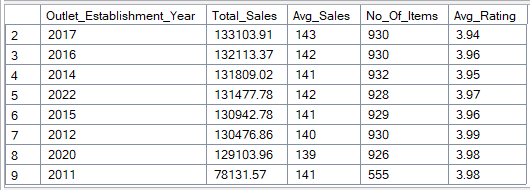 Outlet_Establishment_Year Total_Sales Avg_Sales No_Of_Items Avg_Rating
2 2017 133103.91 143 930 3.94
3 2016 132113.37 142 930 3.96
4 2014 131809.02 141 932 3.95
5 2022 131477.78 142 928 3.97
6 2015 130942.78 141 929 3.96
7 2012 130476.86 140 930 3.99
8 2020 129103.96 139 926 3.98
9 2011 78131.57 141 555 3.98